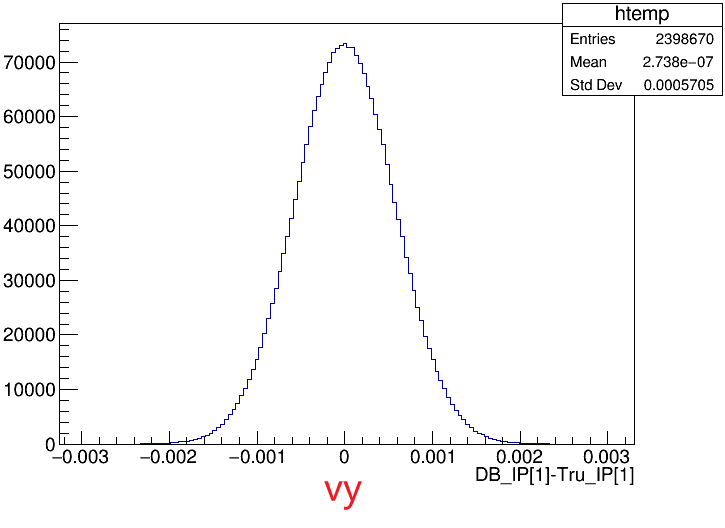 htemp
Entries 2398670
Mean 2.738e−07
Std Dev 0.0005705
70000
60000
50000
40000
30000
20000
10000
0
−0.003 −0.002 −0.001 0 0.001 0.002 0.003
DB_IP[1]-Tru_IP[1]
vy